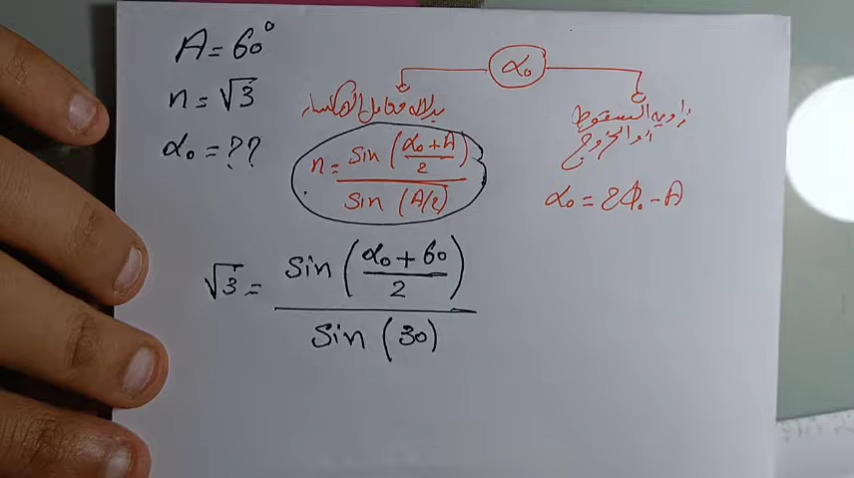 A = 60°
n = √3
α₀ = ??
α₀
بدلالة معامل الانكسار
زاوية السقوط
أو الخروج
n = sin((α₀ + A)/2) / sin(A/2)
α₀ = 2Φ₀ - A
√3 = sin((α₀ + 60)/2) / sin(30)